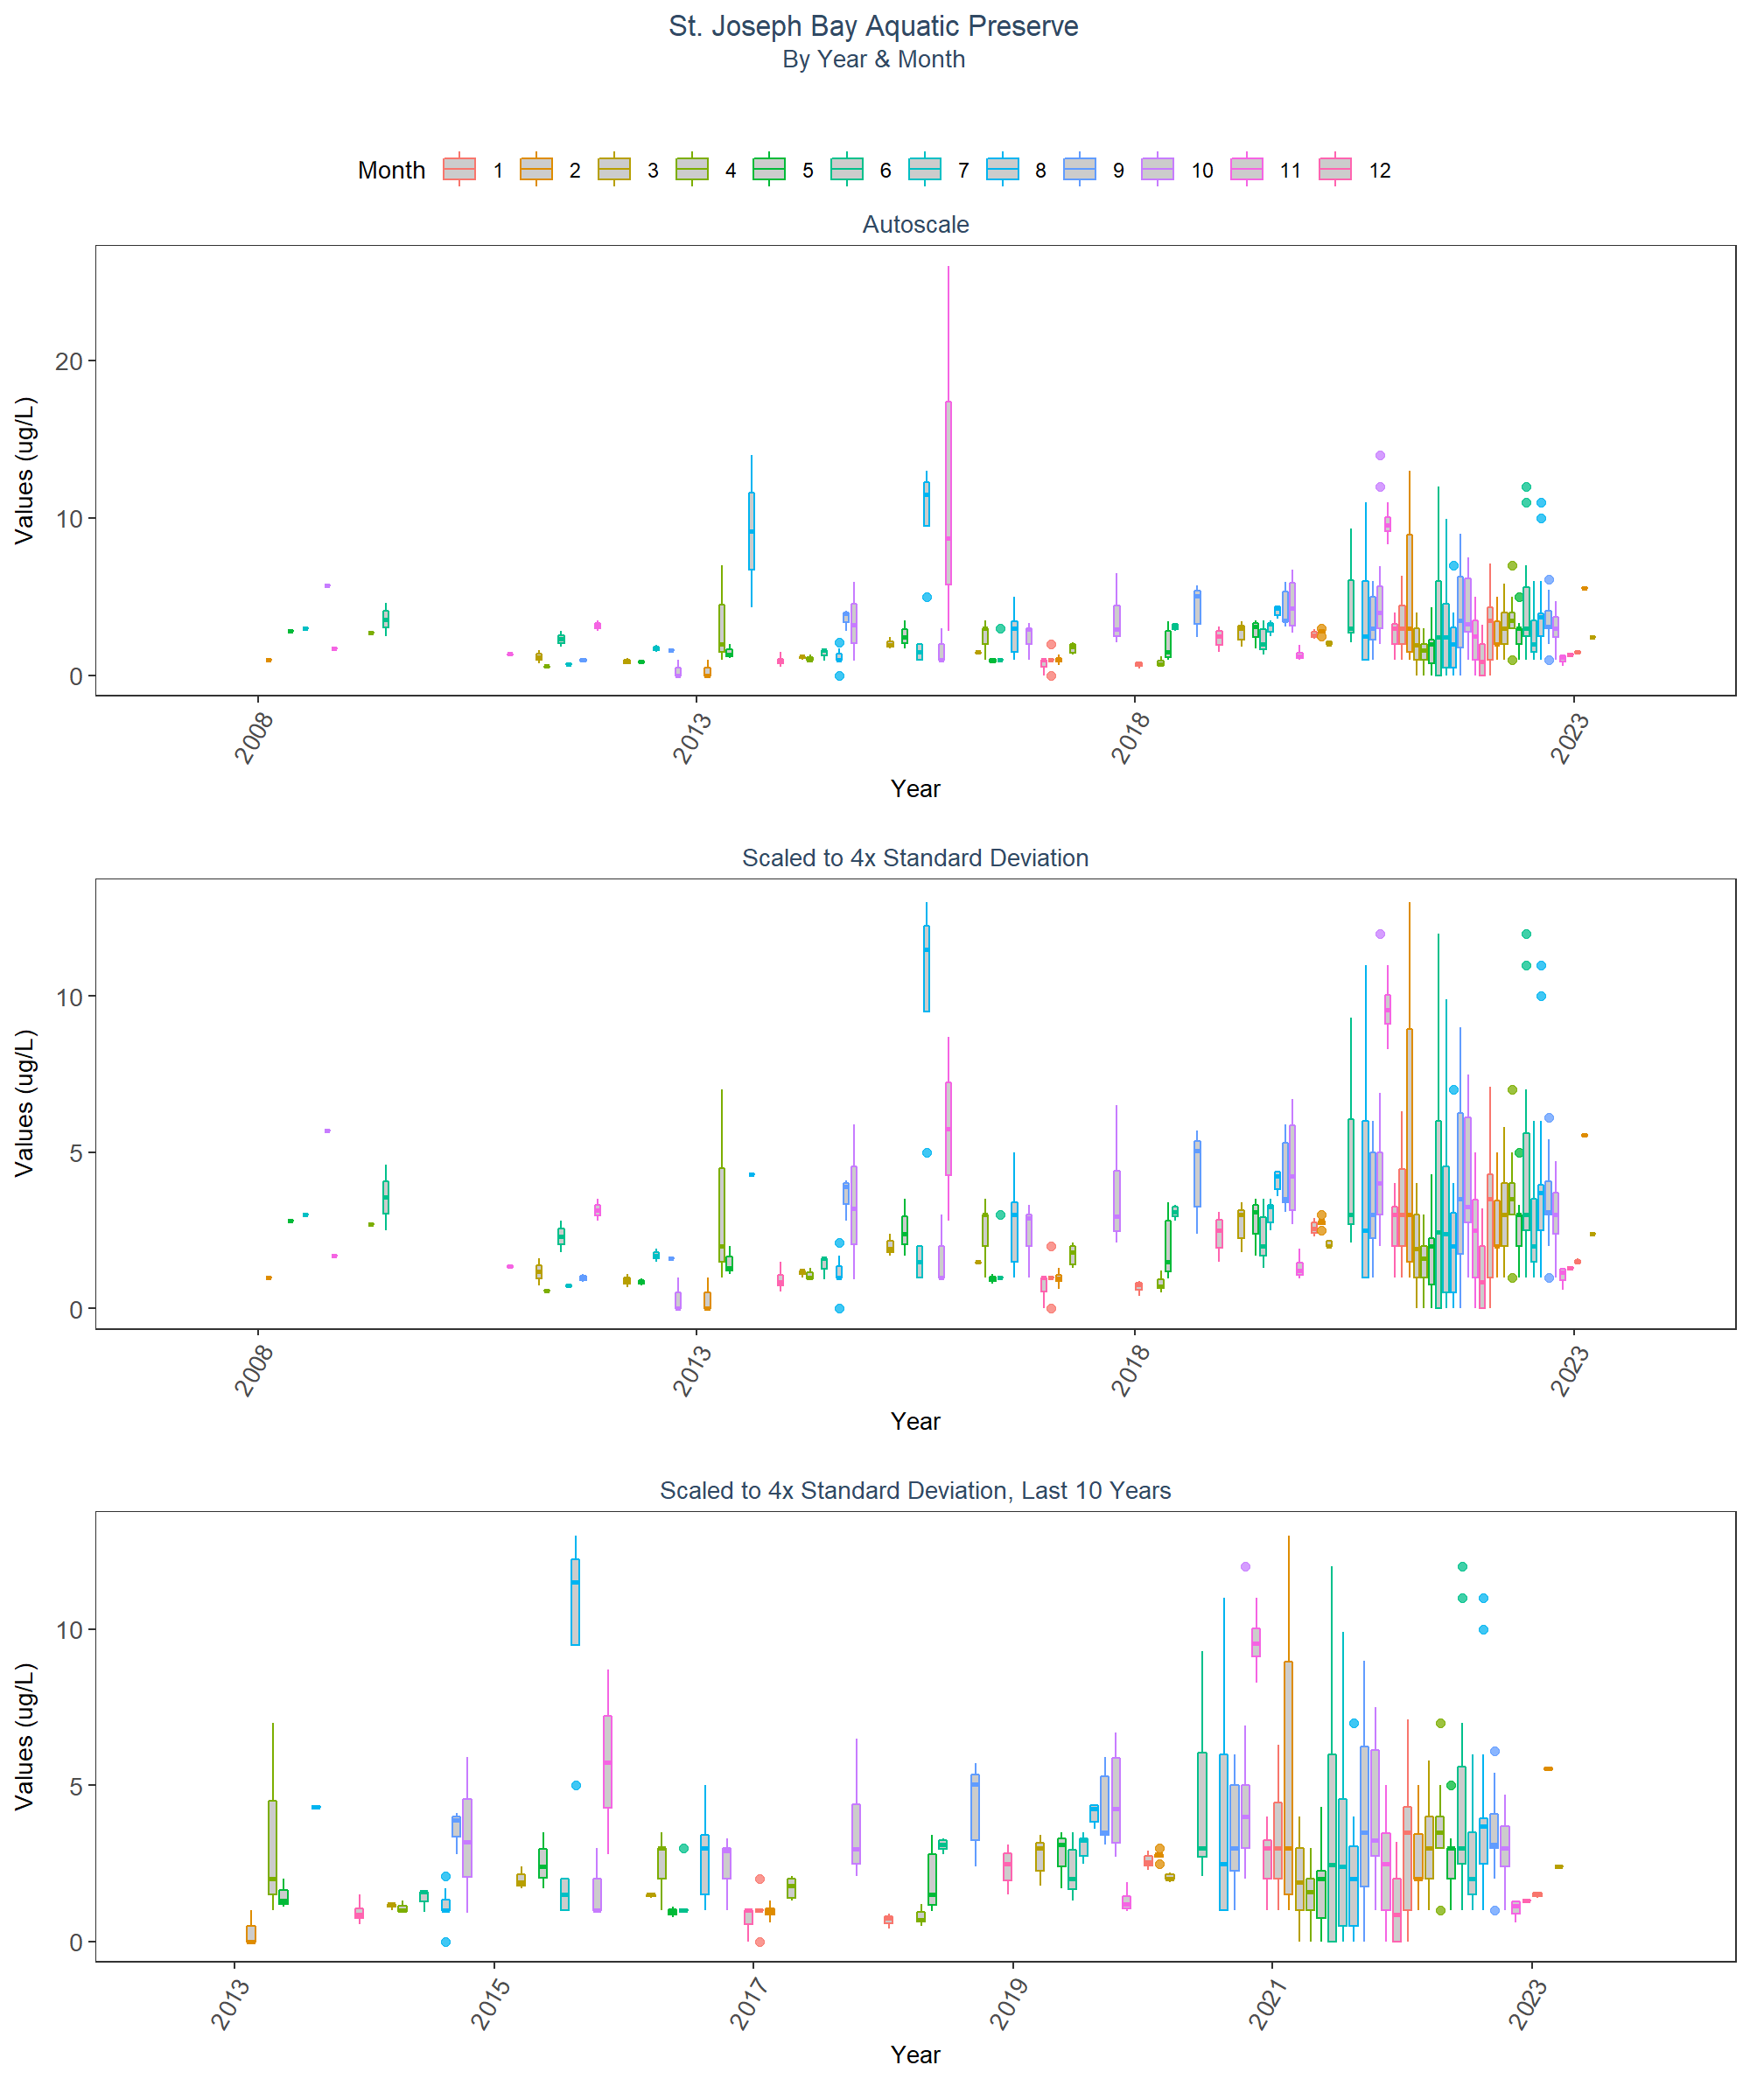 St. Joseph Bay Aquatic Preserve
By Year & Month
Month 1 2 3 4 5 6 7 8 9 10 11 12
Autoscale
Values (ug/L)
20
10
0
2008 2013 2018 2023
Year
Scaled to 4x Standard Deviation
Values (ug/L)
10
5
0
2008 2013 2018 2023
Year
Scaled to 4x Standard Deviation, Last 10 Years
Values (ug/L)
10
5
0
2013 2015 2017 2019 2021 2023
Year